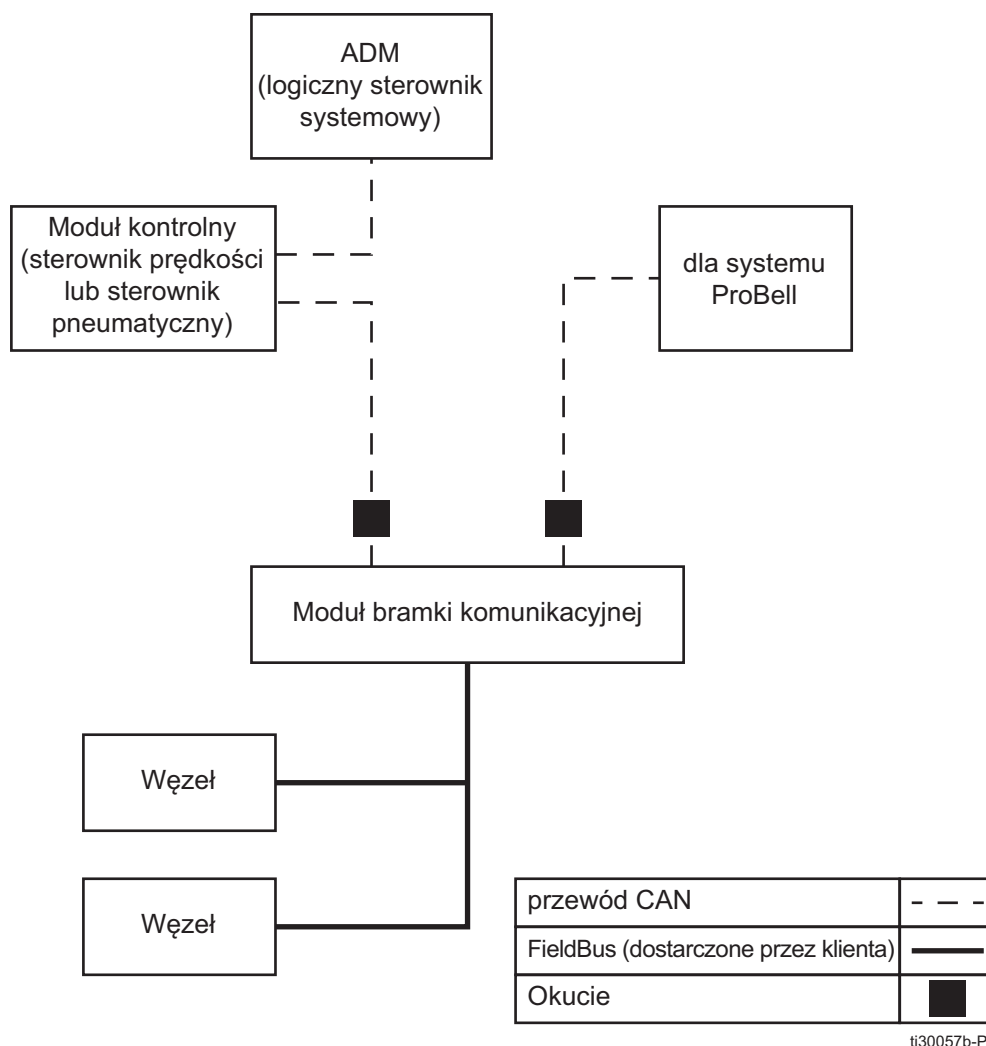 ADM
(logiczny sterownik
systemowy)
Moduł kontrolny
(sterownik prędkości
lub sterownik
pneumatyczny)
dla systemu
ProBell
Moduł bramki komunikacyjnej
Węzeł
Węzeł
przewód CAN
FieldBus (dostarczone przez klienta)
Okucie